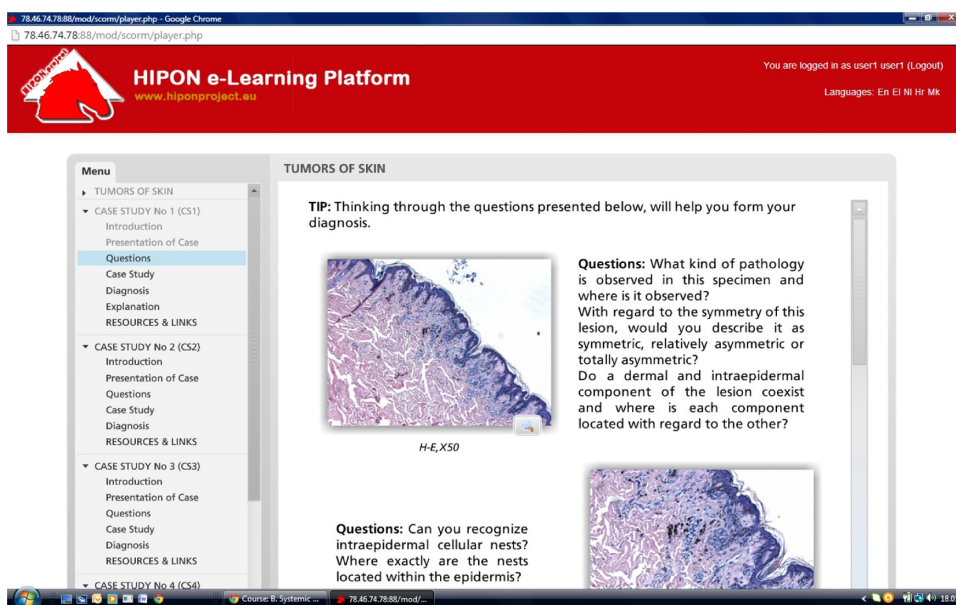 78.46.74.78:88/mod/scorm/player.php - Google Chrome
78.46.74.78:88/mod/scorm/player.php
HIPON PROJECT
HIPON e-Learning Platform
www.hiponproject.eu
You are logged in as user1 user1 (Logout)
Languages: En El Nl Hr Mk
Menu
TUMORS OF SKIN
CASE STUDY No 1 (CS1)
Introduction
Presentation of Case
Questions
Case Study
Diagnosis
Explanation
RESOURCES & LINKS
CASE STUDY No 2 (CS2)
Introduction
Presentation of Case
Questions
Case Study
Diagnosis
RESOURCES & LINKS
CASE STUDY No 3 (CS3)
Introduction
Presentation of Case
Questions
Case Study
Diagnosis
RESOURCES & LINKS
CASE STUDY No 4 (CS4)
TUMORS OF SKIN
TIP: Thinking through the questions presented below, will help you form your
diagnosis.
Questions: What kind of pathology
is observed in this specimen and
where is it observed?
With regard to the symmetry of this
lesion, would you describe it as
symmetric, relatively asymmetric or
totally asymmetric?
Do a dermal and intraepidermal
component of the lesion coexist
and where is each component
located with regard to the other?
H-E, X50
Questions: Can you recognize
intraepidermal cellular nests?
Where exactly are the nests
located within the epidermis?
Course: B. Systemic ...
78.46.74.78:88/mod/...